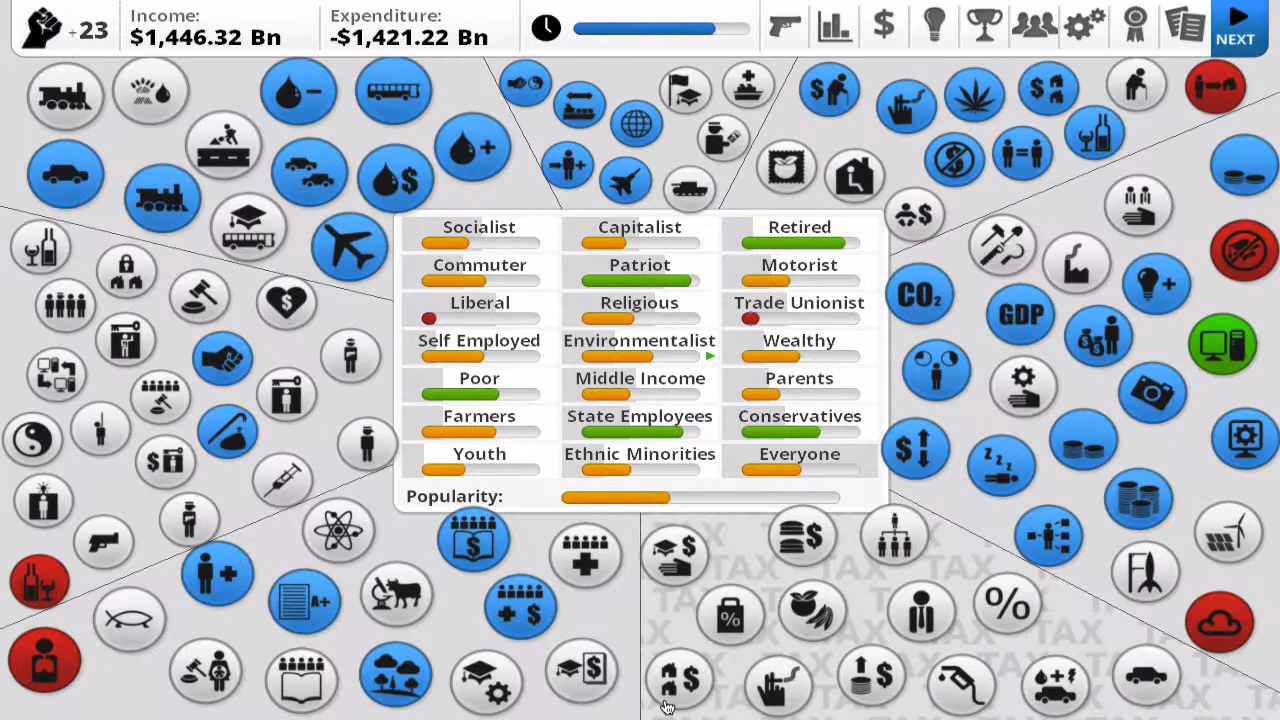 Income:
Expenditure:
+23
$1,446.32 Bn
-$1,421.22 Bn
NEXT
Socialist
Capitalist
Retired
Commuter
Patriot
Motorist
Liberal
Religious
Trade Unionist
Self Employed
Environmentalist
Wealthy
Poor
Middle Income
Parents
Farmers
State Employees
Conservatives
Youth
Ethnic Minorities
Everyone
Popularity:
CO2
GDP
A+
TAX TAX TAX